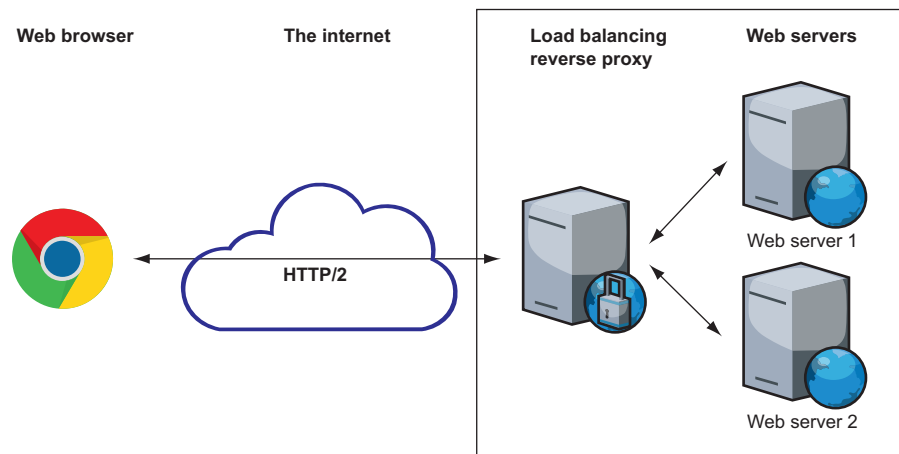 Web browser
The internet
Load balancing
reverse proxy
Web servers
HTTP/2
Web server 1
Web server 2